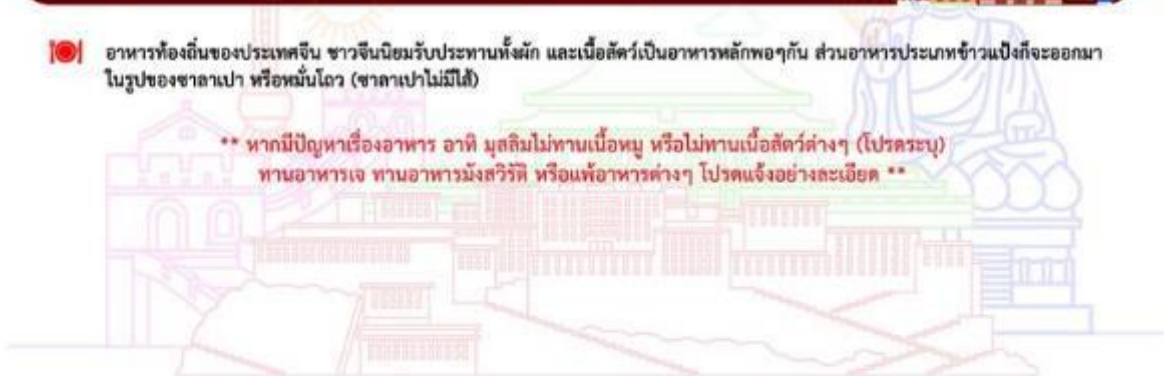 อาหารท้องถิ่นของประเทศจีน ชาวจีนนิยมรับประทานทั้งผัก และเนื้อสัตว์เป็นอาหารหลักพอๆกัน ส่วนอาหารประเภทข้าวแป้งก็จะออกมา
ในรูปของซาลาเปา หรือหมั่นโถว (ซาลาเปาไม่มีไส้)
** หากมีปัญหาเรื่องอาหาร อาทิ มุสลิมไม่ทานเนื้อหมู หรือไม่ทานเนื้อสัตว์ต่างๆ (โปรดระบุ)
ทานอาหารเจ ทานอาหารมังสวิรัติ หรือแพ้อาหารต่างๆ โปรดแจ้งอย่างละเอียด **